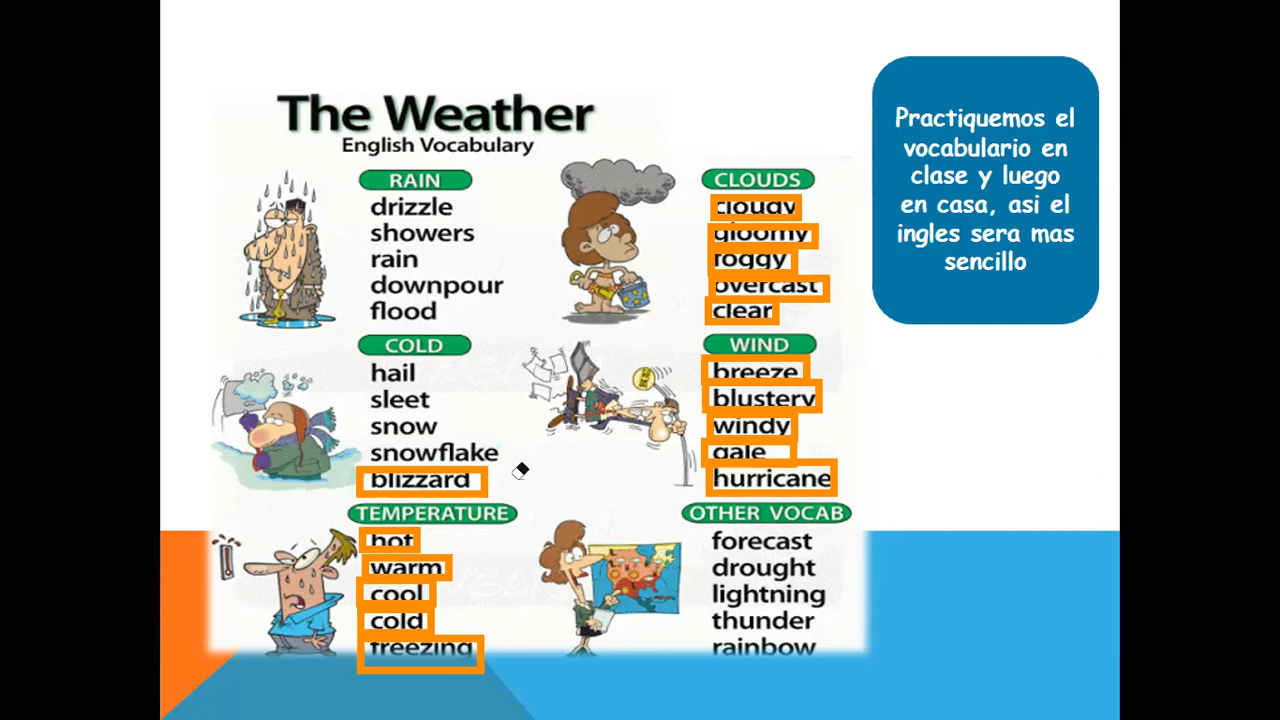 The Weather
English Vocabulary
RAIN
drizzle
showers
rain
downpour
flood
CLOUDS
cloudy
gloomy
foggy
overcast
clear
COLD
hail
sleet
snow
snowflake
blizzard
WIND
breeze
blustery
windy
gale
hurricane
TEMPERATURE
hot
warm
cool
cold
freezing
OTHER VOCAB
forecast
drought
lightning
thunder
rainbow
Practiquemos el
vocabulario en
clase y luego
en casa, asi el
ingles sera mas
sencillo